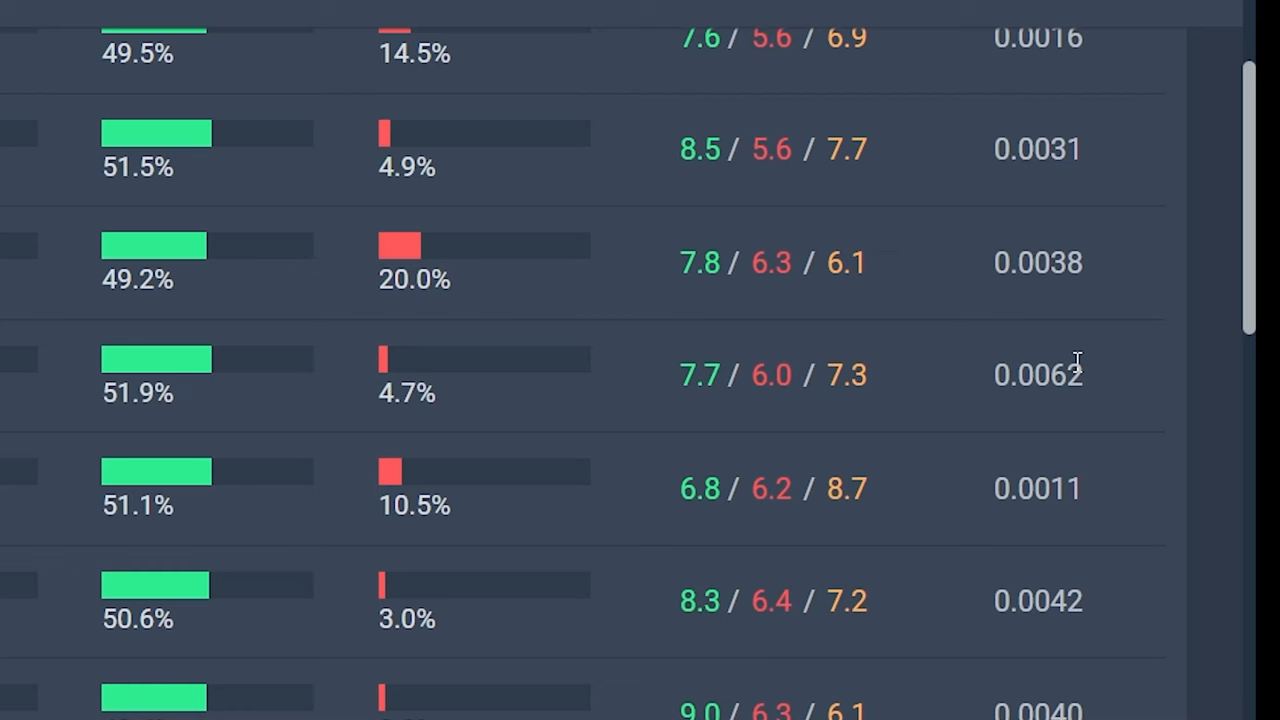 7.6 / 5.6 / 6.9 0.0016
49.5% 14.5%
8.5 / 5.6 / 7.7 0.0031
51.5% 4.9%
7.8 / 6.3 / 6.1 0.0038
49.2% 20.0%
7.7 / 6.0 / 7.3 0.0062
51.9% 4.7%
6.8 / 6.2 / 8.7 0.0011
51.1% 10.5%
8.3 / 6.4 / 7.2 0.0042
50.6% 3.0%
9.0 / 6.3 / 6.1 0.0040